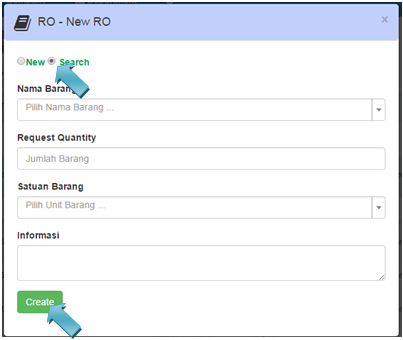 RO - New RO ×
New Search
Nama Barang
Pilih Nama Barang ...
Request Quantity
Jumlah Barang
Satuan Barang
Pilih Unit Barang ...
Informasi
Create